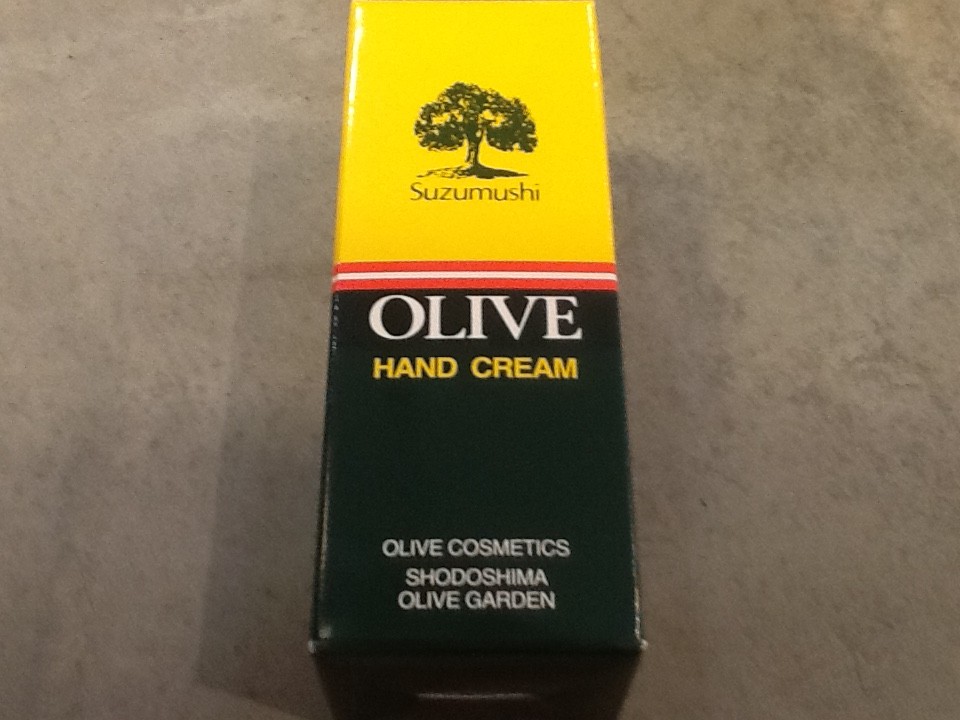 Suzumushi
OLIVE
HAND CREAM
OLIVE COSMETICS
SHODOSHIMA
OLIVE GARDEN